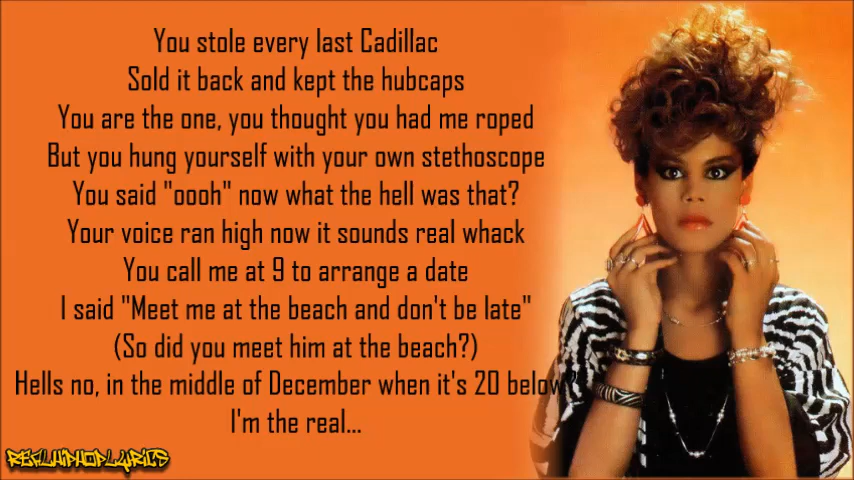 You stole every last Cadillac
Sold it back and kept the hubcaps
You are the one, you thought you had me roped
But you hung yourself with your own stethoscope
You said "oooh" now what the hell was that?
Your voice ran high now it sounds real whack
You call me at 9 to arrange a date
I said "Meet me at the beach and don't be late"
(So did you meet him at the beach?)
Hells no, in the middle of December when it's 20 below?
I'm the real...
REALHIPHOPLYRICS